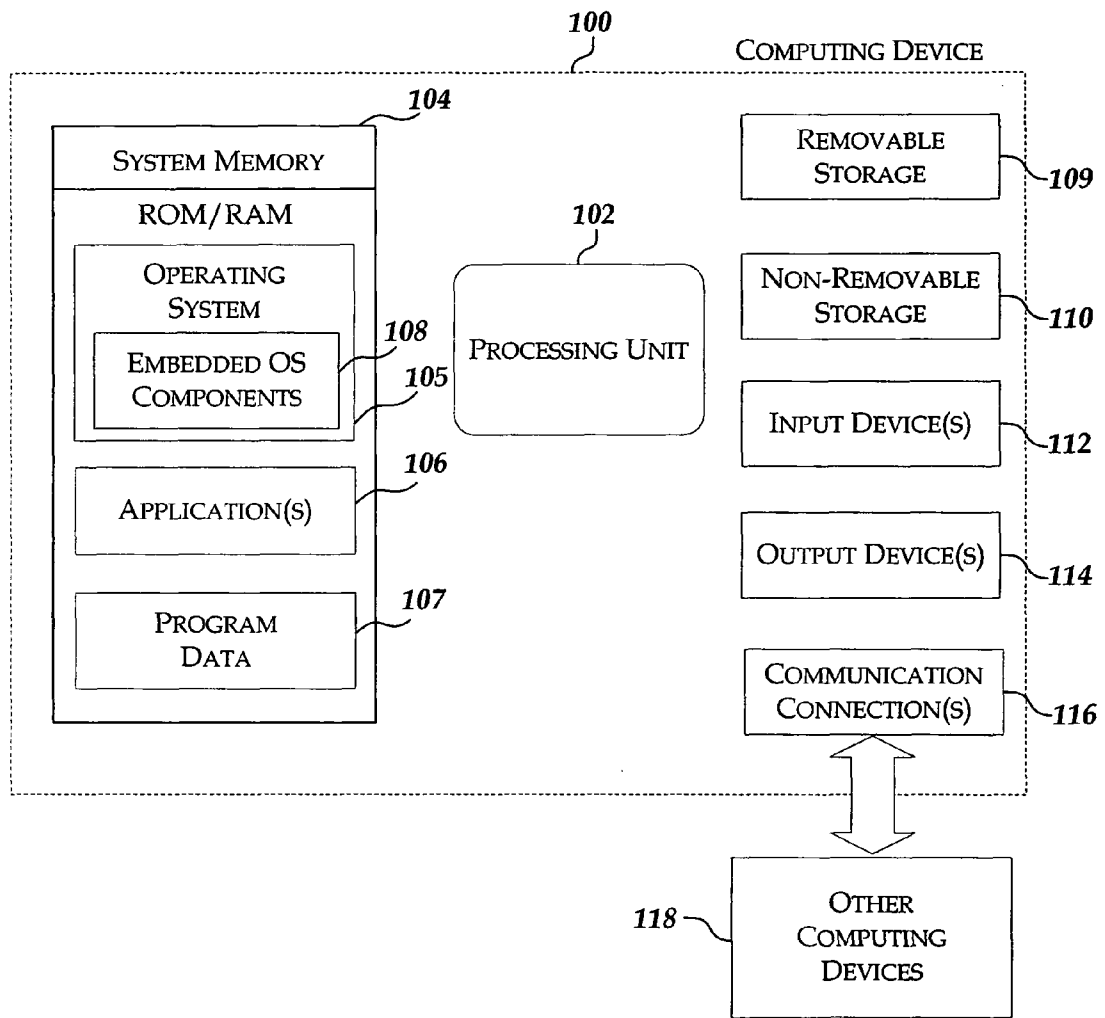 100
COMPUTING DEVICE
104
SYSTEM MEMORY
ROM/RAM
OPERATING
SYSTEM
108
EMBEDDED OS
COMPONENTS
105
106
APPLICATION(S)
107
PROGRAM
DATA
102
PROCESSING UNIT
REMOVABLE
STORAGE
109
NON-REMOVABLE
STORAGE
110
INPUT DEVICE(S)
112
OUTPUT DEVICE(S)
114
COMMUNICATION
CONNECTION(S)
116
118
OTHER
COMPUTING
DEVICES